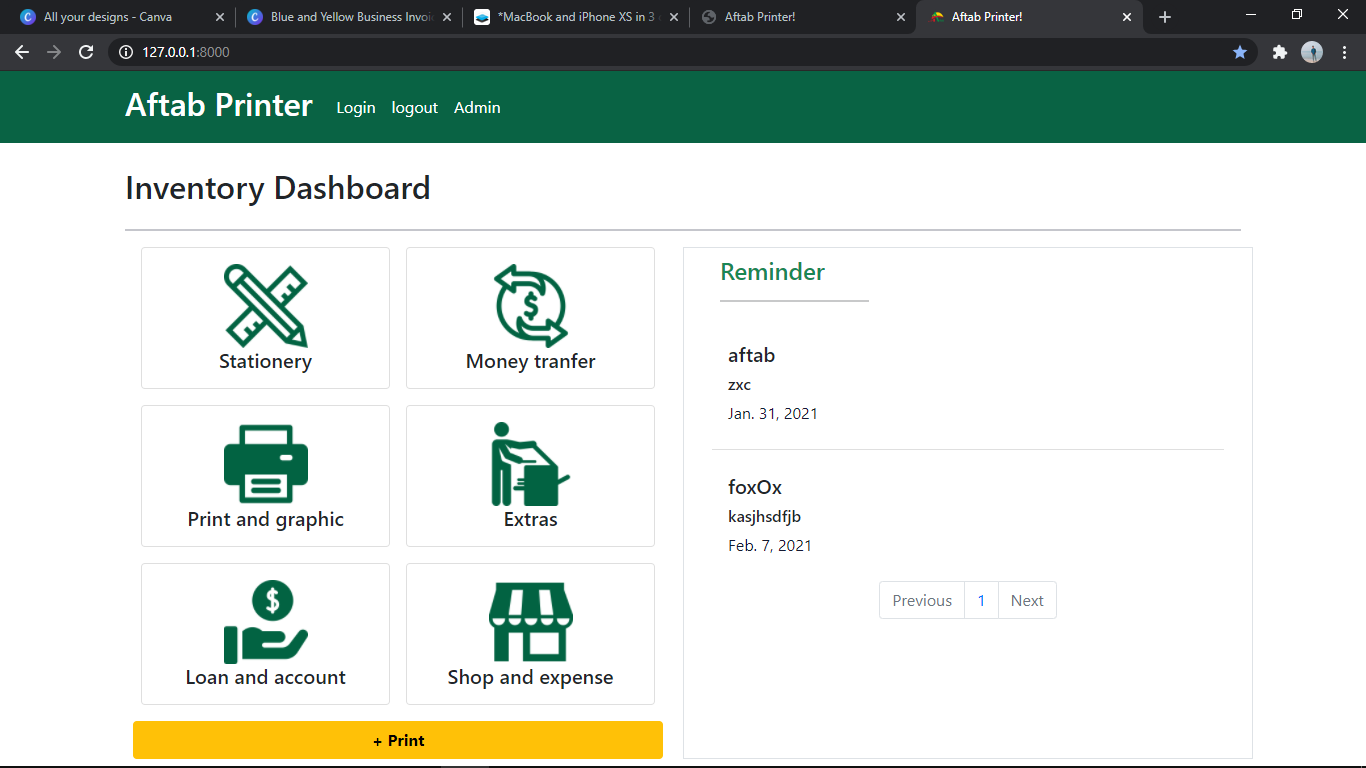 All your designs - Canva
Blue and Yellow Business Invoi
*MacBook and iPhone XS in 3
Aftab Printer!
Aftab Printer!
127.0.0.1:8000
Aftab Printer
Login
logout
Admin
Inventory Dashboard
Stationery
Money tranfer
Print and graphic
Extras
Loan and account
Shop and expense
+ Print
Reminder
aftab
zxc
Jan. 31, 2021
foxOx
kasjhsdfjb
Feb. 7, 2021
Previous
1
Next